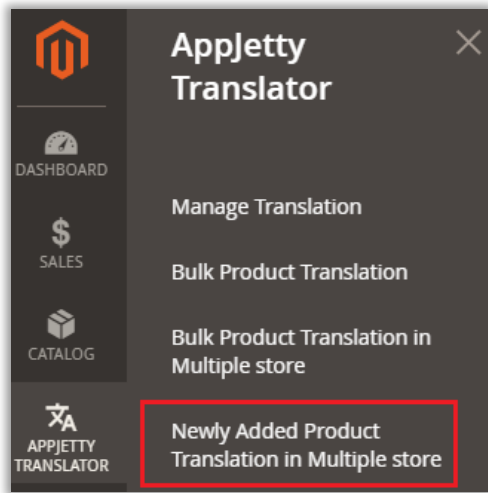 AppJetty
Translator
DASHBOARD
$
SALES
CATALOG
APPJETTY
TRANSLATOR
Manage Translation
Bulk Product Translation
Bulk Product Translation in
Multiple store
Newly Added Product
Translation in Multiple store